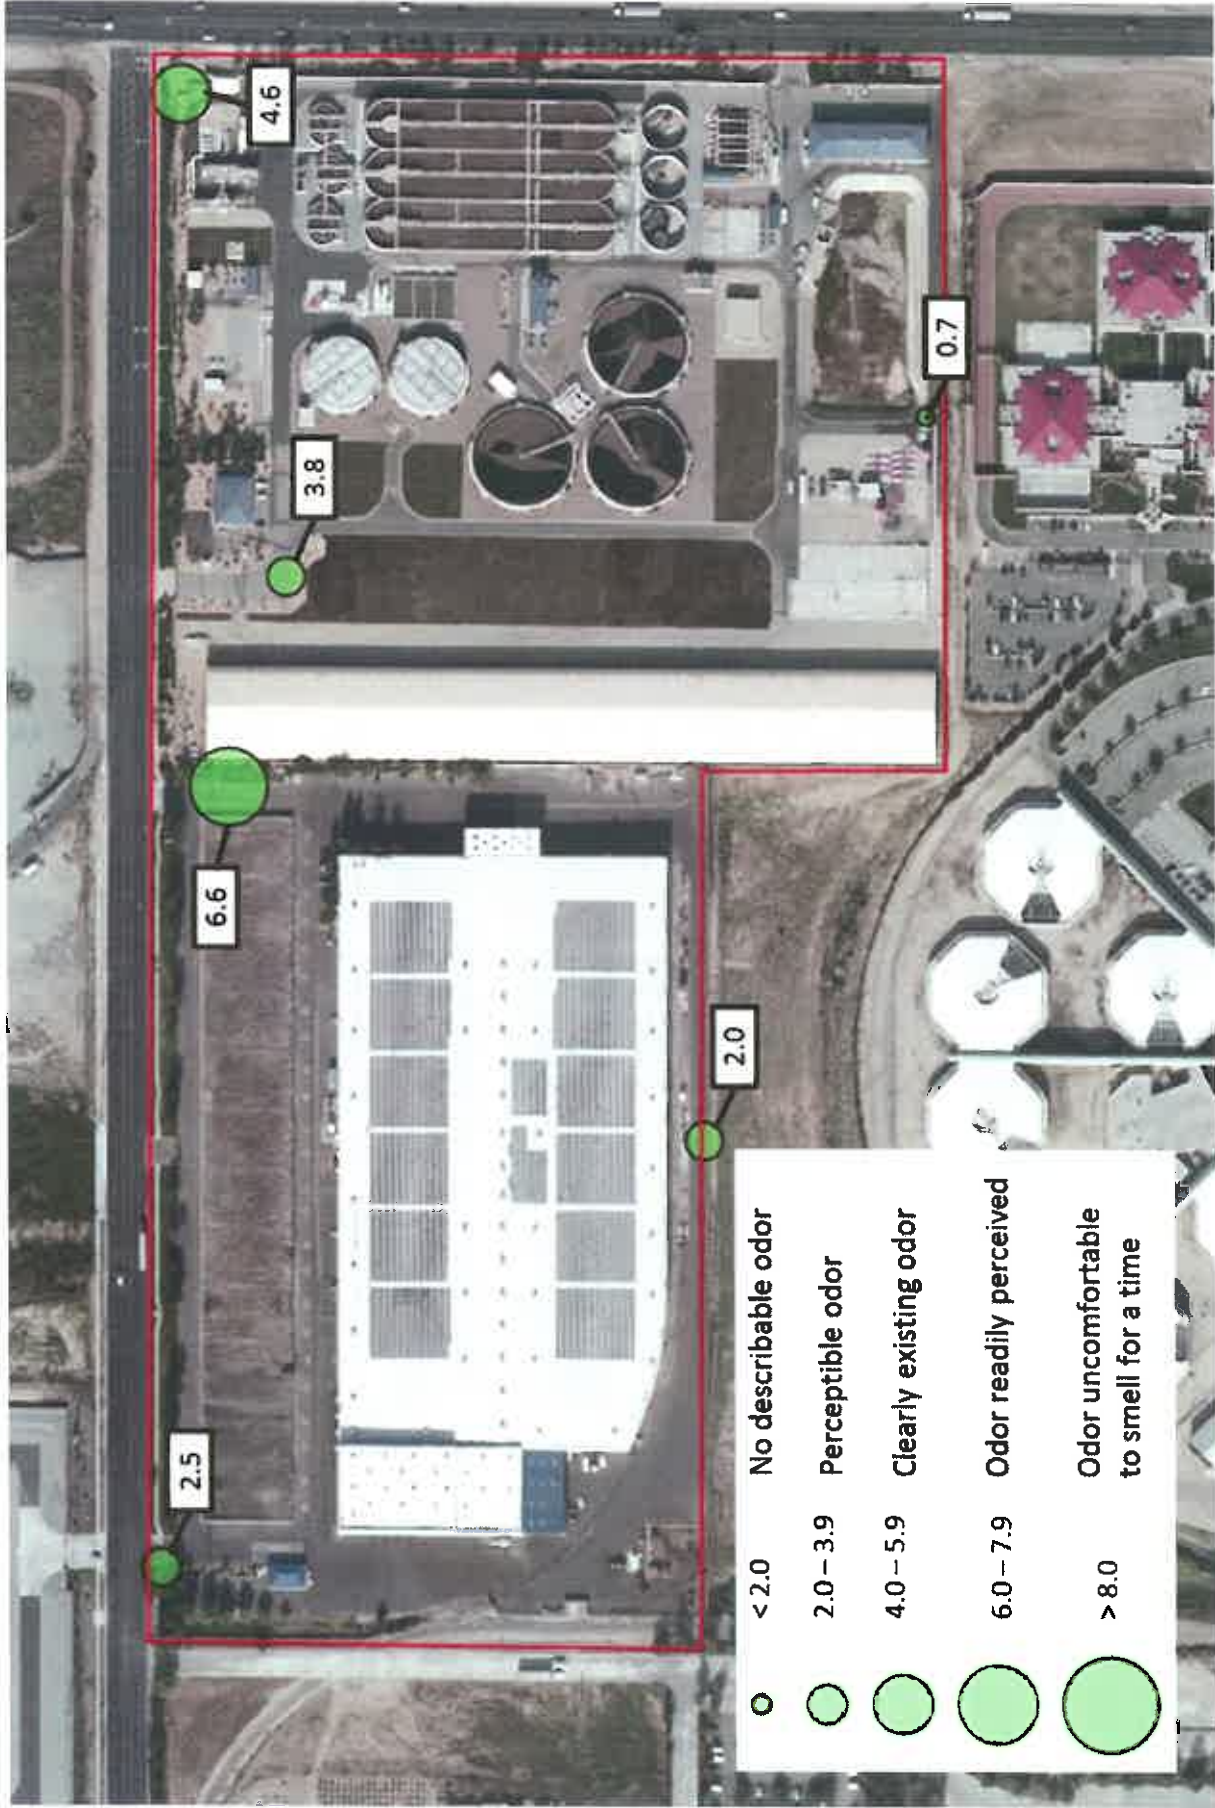 4.6
3.8
0.7
6.6
2.0
2.5
< 2.0 No describable odor
2.0 – 3.9 Perceptible odor
4.0 – 5.9 Clearly existing odor
6.0 – 7.9 Odor readily perceived
> 8.0 Odor uncomfortable
to smell for a time